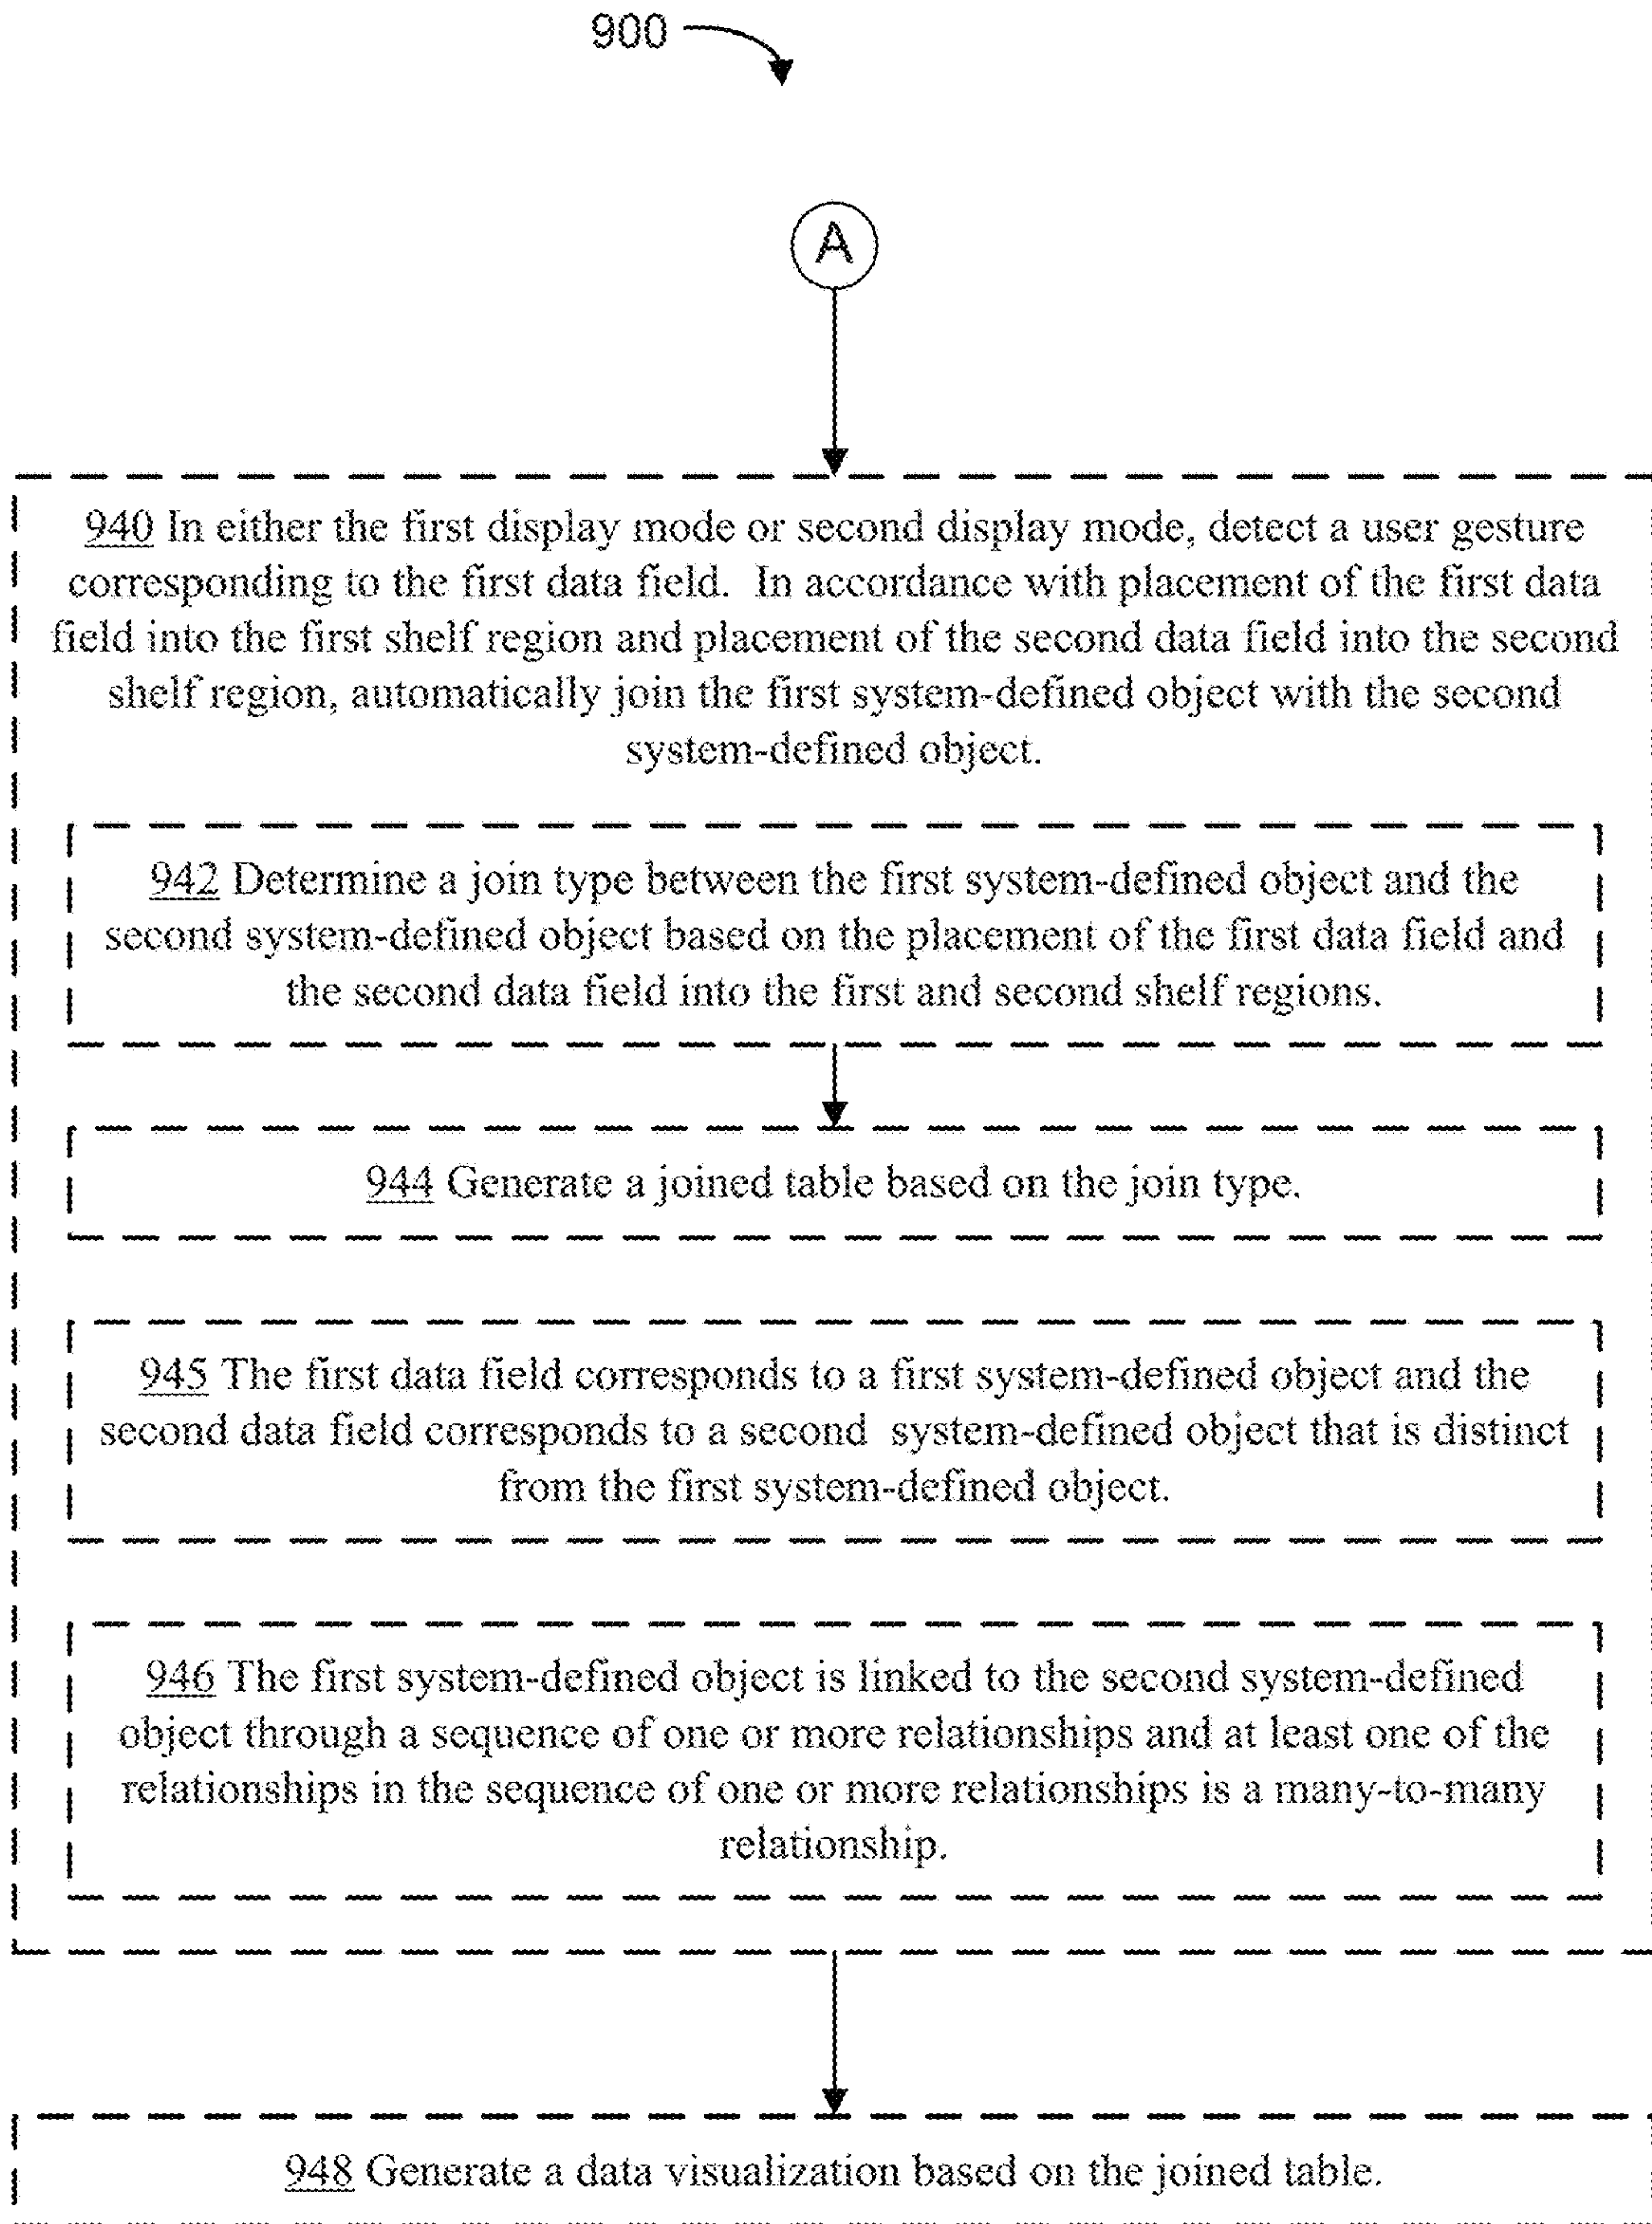 900
A
940 In either the first display mode or second display mode, detect a user gesture
corresponding to the first data field.  In accordance with placement of the first data
field into the first shelf region and placement of the second data field into the second
shelf region, automatically join the first system-defined object with the second
system-defined object.
942 Determine a join type between the first system-defined object and the
second system-defined object based on the placement of the first data field and
the second data field into the first and second shelf regions.
944 Generate a joined table based on the join type.
945 The first data field corresponds to a first system-defined object and the
second data field corresponds to a second  system-defined object that is distinct
from the first system-defined object.
946 The first system-defined object is linked to the second system-defined
object through a sequence of one or more relationships and at least one of the
relationships in the sequence of one or more relationships is a many-to-many
relationship.
948 Generate a data visualization based on the joined table.